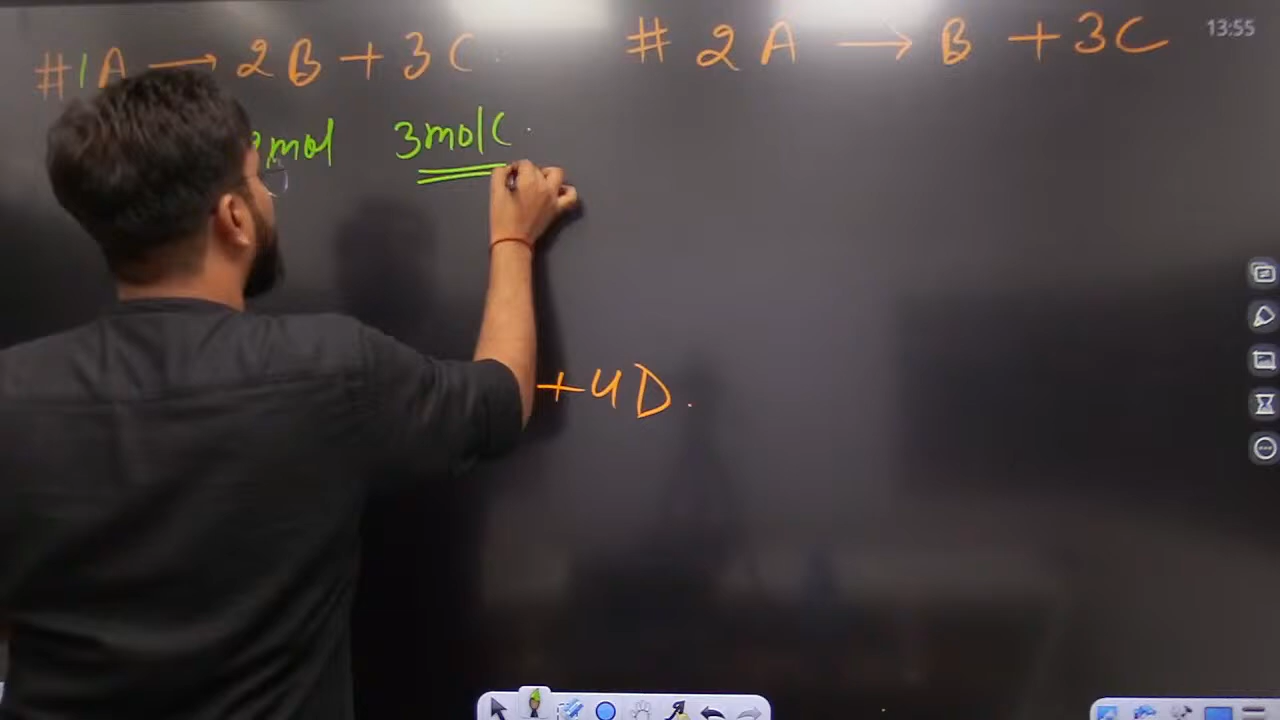 #1A → 2B + 3C
# 2A → B + 3C
13:55
mol 3molC
+4D.